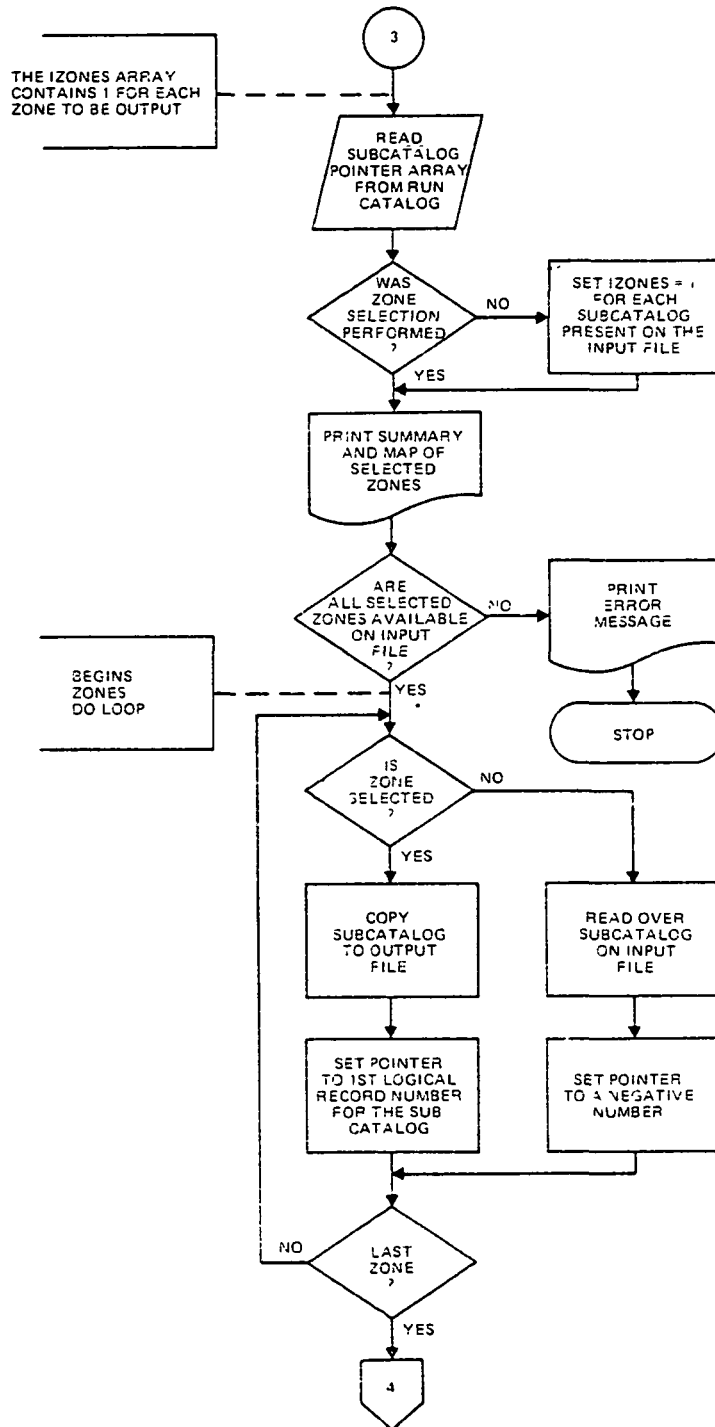 3
THE IZONES ARRAY
CONTAINS 1 FOR EACH
ZONE TO BE OUTPUT
READ
SUBCATALOG
POINTER ARRAY
FROM RUN
CATALOG
WAS
ZONE
SELECTION
PERFORMED
?
NO
SET IZONES = 1
FOR EACH
SUBCATALOG
PRESENT ON THE
INPUT FILE
YES
PRINT SUMMARY
AND MAP OF
SELECTED
ZONES
ARE
ALL SELECTED
ZONES AVAILABLE
ON INPUT
FILE
?
NO
PRINT
ERROR
MESSAGE
BEGINS
ZONES
DO LOOP
YES
STOP
IS
ZONE
SELECTED
?
NO
YES
COPY
SUBCATALOG
TO OUTPUT
FILE
READ OVER
SUBCATALOG
ON INPUT
FILE
SET POINTER
TO 1ST LOGICAL
RECORD NUMBER
FOR THE SUB
CATALOG
SET POINTER
TO A NEGATIVE
NUMBER
NO
LAST
ZONE
?
YES
4